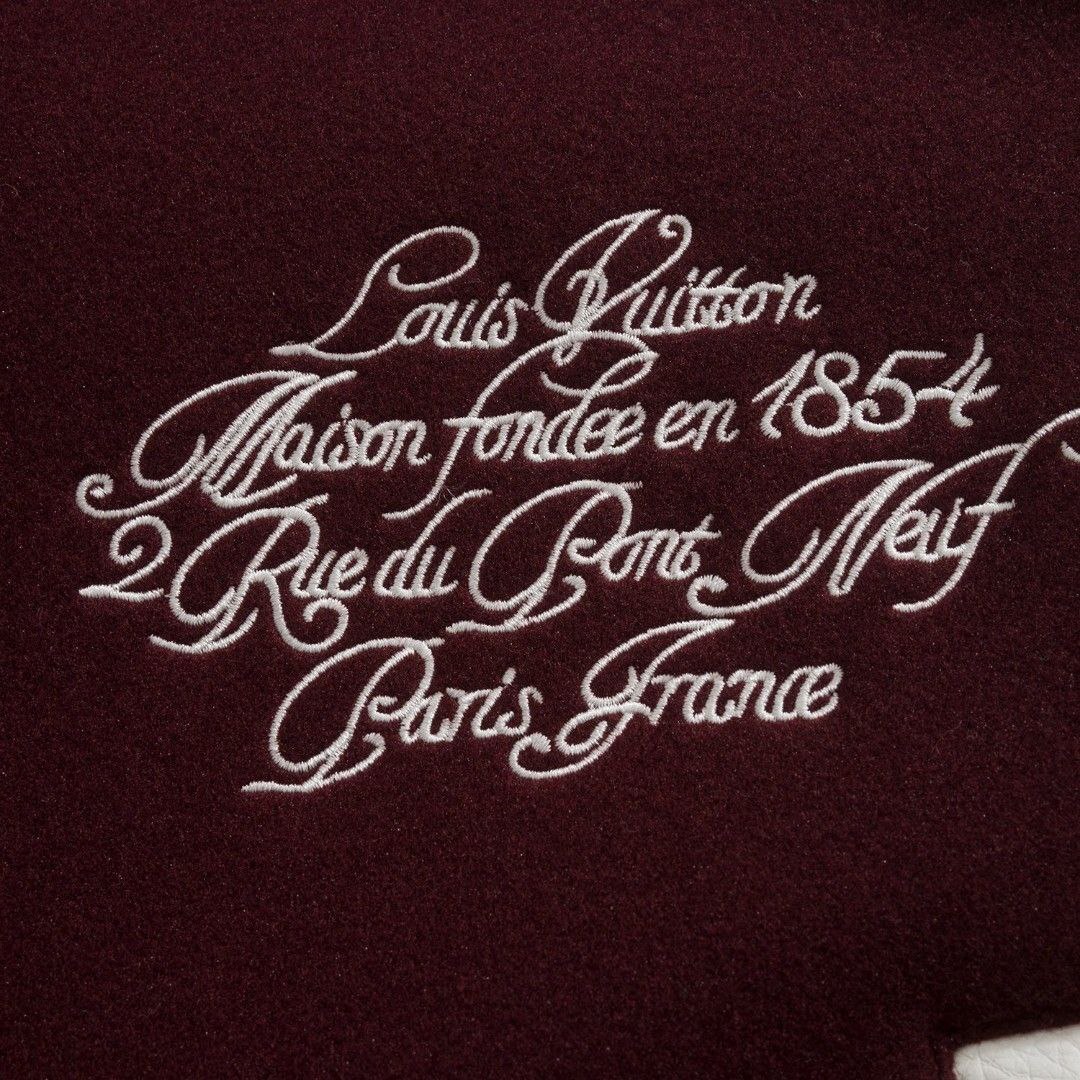 Louis Vuitton
Maison fondee en 1854
2 Rue du Pont Neuf
Paris France